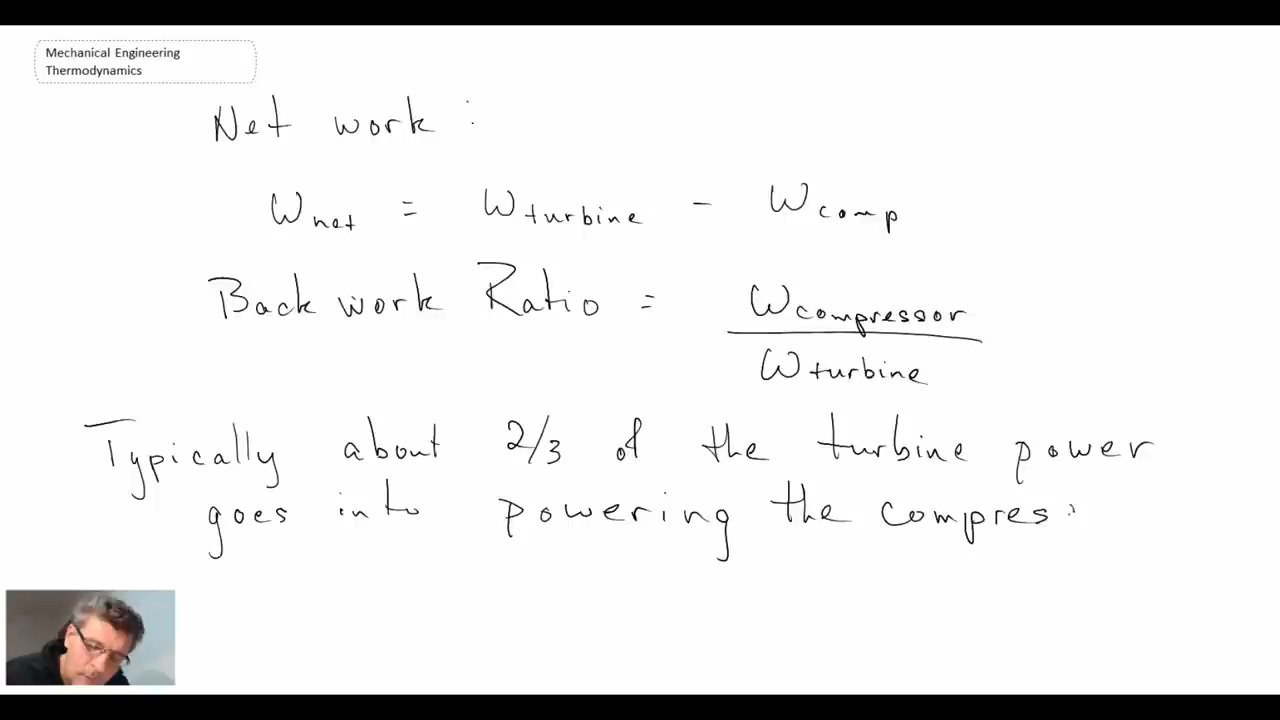 Mechanical Engineering
Thermodynamics
Net work :
Wnet = Wturbine - Wcomp
Back work Ratio = Wcompressor
Wturbine
Typically about 2/3 of the turbine power
goes into powering the compres